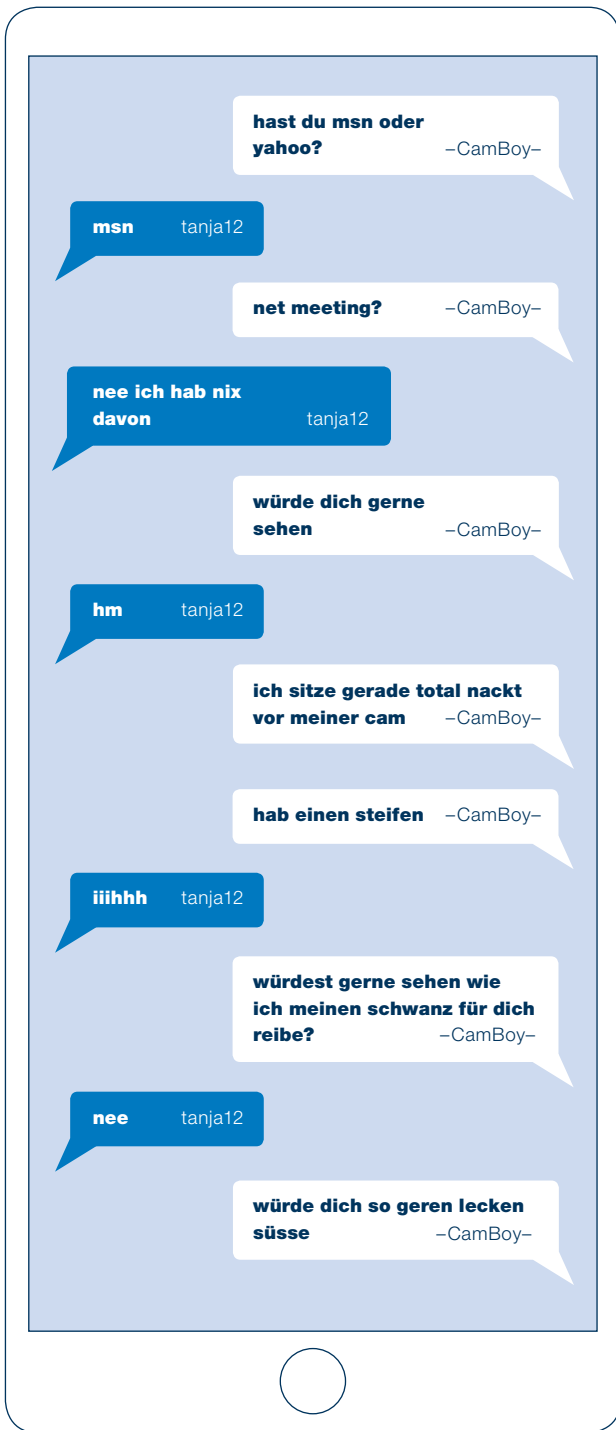 hast du msn oder
yahoo? –CamBoy–
msn tanja12
net meeting? –CamBoy–
nee ich hab nix
davon tanja12
würde dich gerne
sehen –CamBoy–
hm tanja12
ich sitze gerade total nackt
vor meiner cam –CamBoy–
hab einen steifen –CamBoy–
iiihhh tanja12
würdest gerne sehen wie
ich meinen schwanz für dich
reibe? –CamBoy–
nee tanja12
würde dich so geren lecken
süsse –CamBoy–